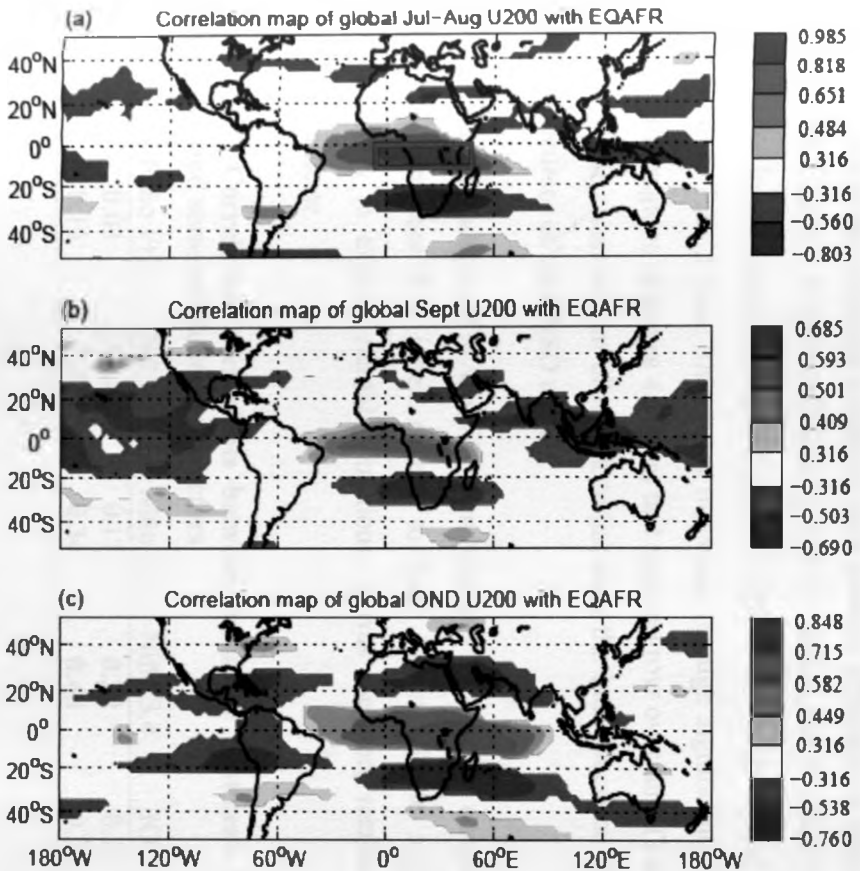 (a) Correlation map of global Jul-Aug U200 with EQAFR
40°N
20°N
0°
20°S
40°S
0.985
0.818
0.651
0.484
0.316
−0.316
−0.560
−0.803
(b) Correlation map of global Sept U200 with EQAFR
40°N
20°N
0°
20°S
40°S
0.685
0.593
0.501
0.409
0.316
−0.316
−0.503
−0.690
(c) Correlation map of global OND U200 with EQAFR
40°N
20°N
0°
20°S
40°S
180°W 120°W 60°W 0° 60°E 120°E 180°W
0.848
0.715
0.582
0.449
0.316
−0.316
−0.538
−0.760